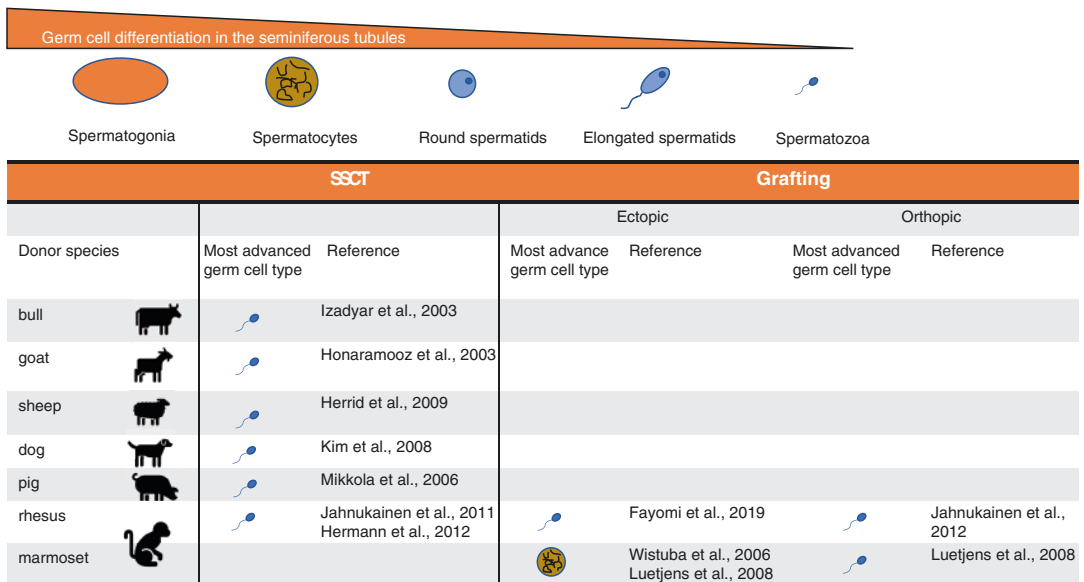 Germ cell differentiation in the seminiferous tubules
Spermatogonia
Spermatocytes
Round spermatids
Elongated spermatids
Spermatozoa
SSCT
Grafting
Ectopic
Orthopic
Donor species
Most advanced
germ cell type
Reference
Most advance
germ cell type
Reference
Most advanced
germ cell type
Reference
bull
Izadyar et al., 2003
goat
Honaramooz et al., 2003
sheep
Herrid et al., 2009
dog
Kim et al., 2008
pig
Mikkola et al., 2006
rhesus
Jahnukainen et al., 2011
Hermann et al., 2012
Fayomi et al., 2019
Jahnukainen et al.,
2012
marmoset
Wistuba et al., 2006
Luetjens et al., 2008
Luetjens et al., 2008